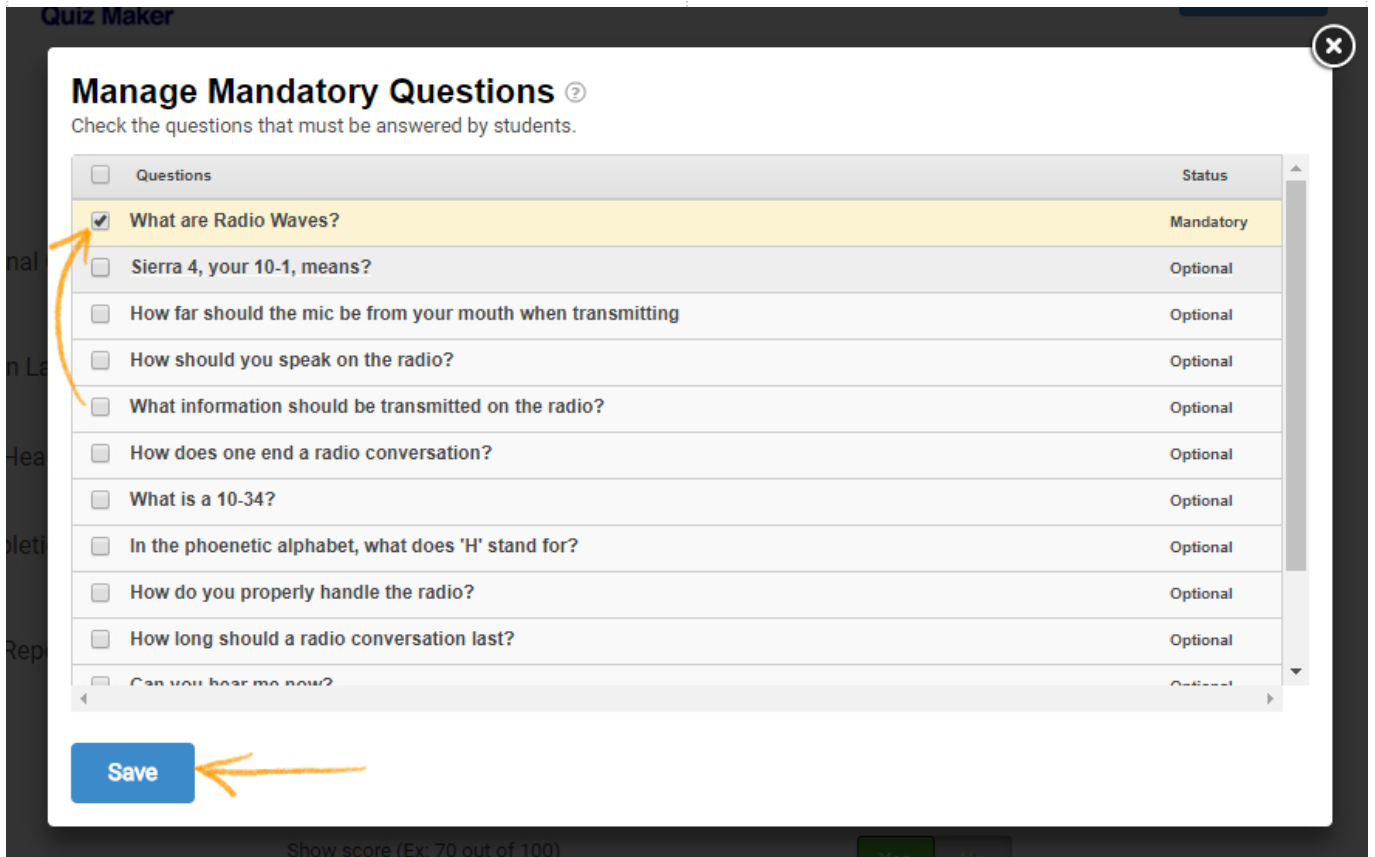 Quiz Maker
Manage Mandatory Questions ?
Check the questions that must be answered by students.
Questions Status
What are Radio Waves? Mandatory
Sierra 4, your 10-1, means? Optional
How far should the mic be from your mouth when transmitting Optional
How should you speak on the radio? Optional
What information should be transmitted on the radio? Optional
How does one end a radio conversation? Optional
What is a 10-34? Optional
In the phoenetic alphabet, what does 'H' stand for? Optional
How do you properly handle the radio? Optional
How long should a radio conversation last? Optional
Can you hear me now? Optional
Save
Show score (Ex: 70 out of 100) Yes